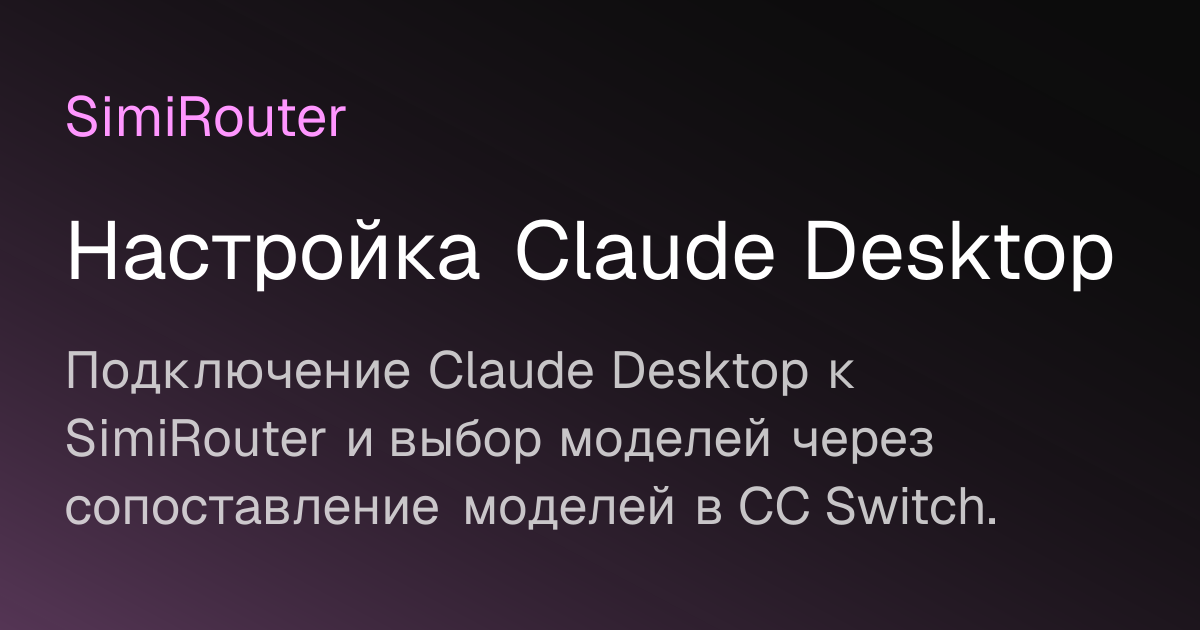 SimiRouter
Настройка Claude Desktop
Подключение Claude Desktop к
SimiRouter и выбор моделей через
сопоставление моделей в CC Switch.